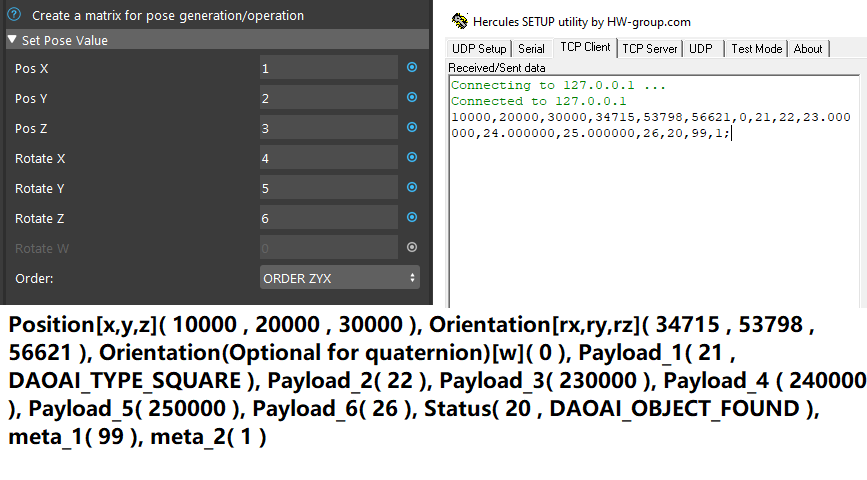 Create a matrix for pose generation/operation
Set Pose Value
Pos X 1
Pos Y 2
Pos Z 3
Rotate X 4
Rotate Y 5
Rotate Z 6
Rotate W 0
Order: ORDER ZYX
Hercules SETUP utility by HW-group.com
UDP Setup Serial TCP Client TCP Server UDP Test Mode About
Received/Sent data
Connecting to 127.0.0.1 ...
Connected to 127.0.0.1
10000,20000,30000,34715,53798,56621,0,21,22,23.000
000,24.000000,25.000000,26,20,99,1;
Position[x,y,z]( 10000 , 20000 , 30000 ), Orientation[rx,ry,rz]( 34715 , 53798 ,
56621 ), Orientation(Optional for quaternion)[w]( 0 ), Payload_1( 21 ,
DAOAI_TYPE_SQUARE ), Payload_2( 22 ), Payload_3( 230000 ), Payload_4 ( 240000
), Payload_5( 250000 ), Payload_6( 26 ), Status( 20 , DAOAI_OBJECT_FOUND ),
meta_1( 99 ), meta_2( 1 )